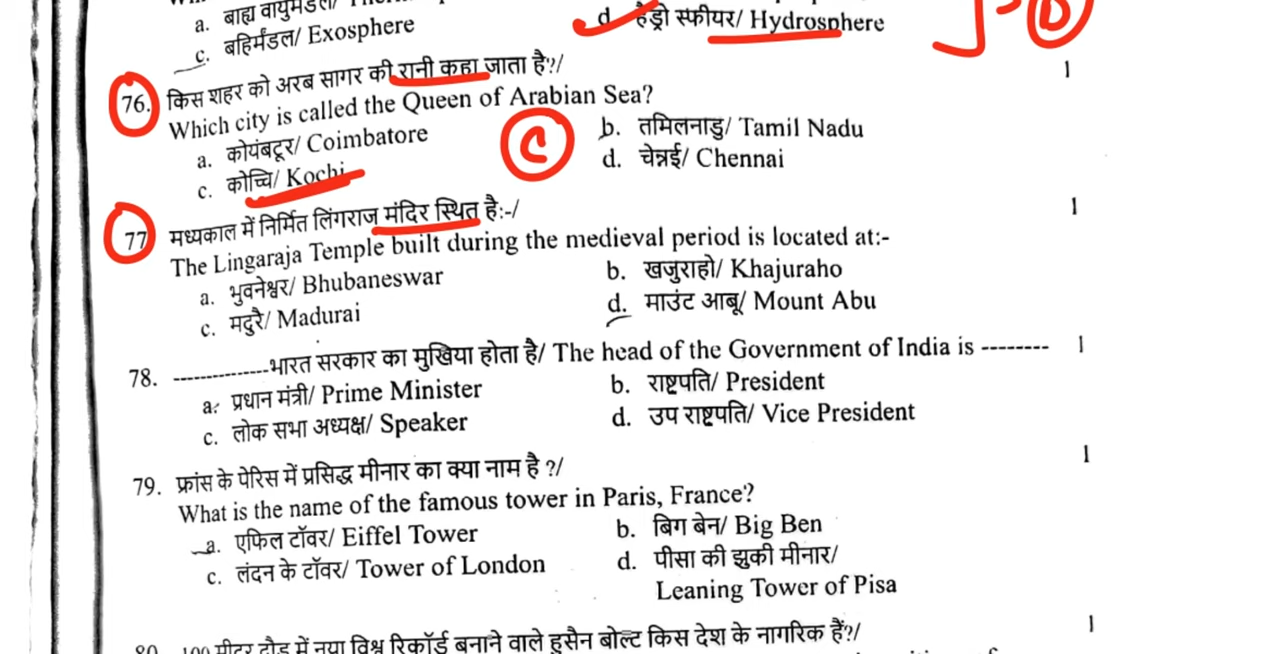 a. बाह्य वायुमंडल/
d. हैड्रो स्फीयर/ Hydrosphere
D
c. बहिर्मंडल/ Exosphere
76. किस शहर को अरब सागर की रानी कहा जाता है?/ 1
Which city is called the Queen of Arabian Sea?
a. कोयंबटूर/ Coimbatore b. तमिलनाडु/ Tamil Nadu
C
c. कोच्चि/ Kochi d. चेन्नई/ Chennai
77 मध्यकाल में निर्मित लिंगराज मंदिर स्थित है:-/ 1
The Lingaraja Temple built during the medieval period is located at:-
a. भुवनेश्वर/ Bhubaneswar b. खजुराहो/ Khajuraho
c. मदुरै/ Madurai d. माउंट आबू/ Mount Abu
78. --------------भारत सरकार का मुखिया होता है/ The head of the Government of India is -------- 1
a. प्रधान मंत्री/ Prime Minister b. राष्ट्रपति/ President
c. लोक सभा अध्यक्ष/ Speaker d. उप राष्ट्रपति/ Vice President
79. फ्रांस के पेरिस में प्रसिद्ध मीनार का क्या नाम है ?/ 1
What is the name of the famous tower in Paris, France?
a. एफिल टॉवर/ Eiffel Tower b. बिग बेन/ Big Ben
c. लंदन के टॉवर/ Tower of London d. पीसा की झुकी मीनार/
Leaning Tower of Pisa
80 100 मीटर दौड़ में नया विश्व रिकॉर्ड बनाने वाले हुसैन बोल्ट किस देश के नागरिक हैं?/ 1